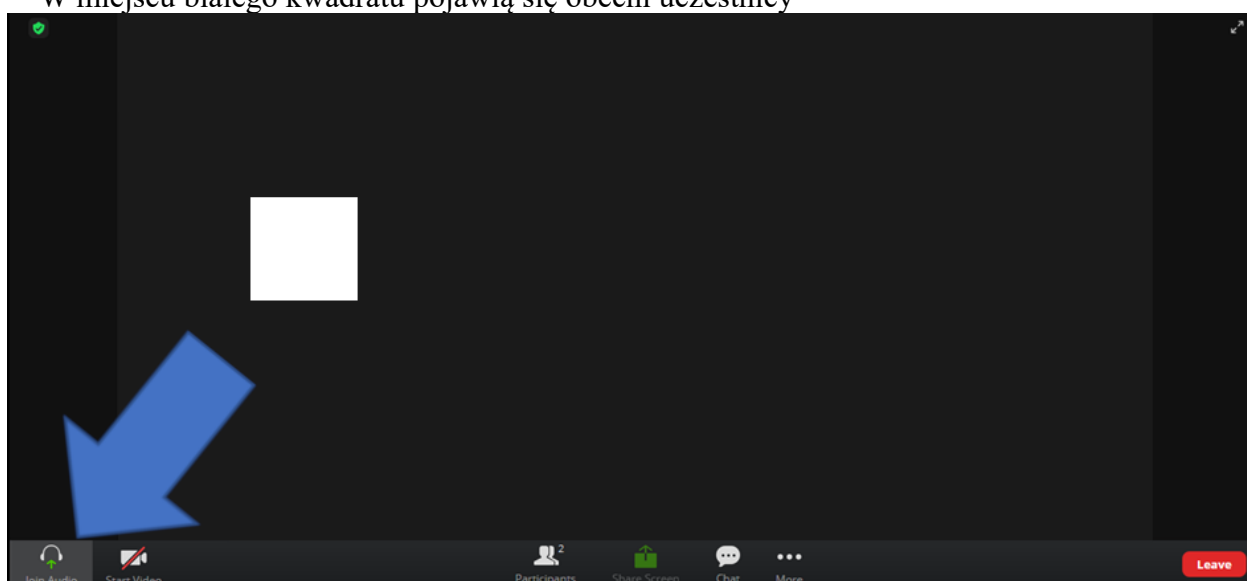 W miejscu białego kwadratu pojawią się obecni uczestnicy
Join Audio
Start Video
Participants
2
Share Screen
Chat
More
Leave